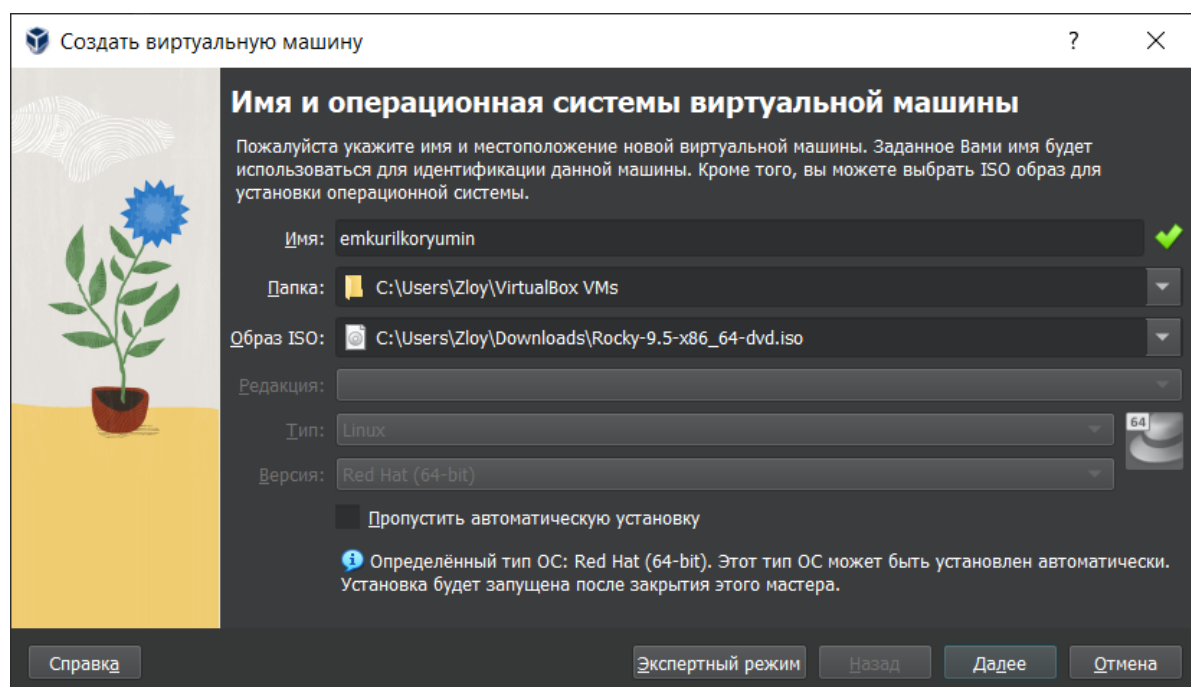 Создать виртуальную машину ? ✕
Имя и операционная системы виртуальной машины
Пожалуйста укажите имя и местоположение новой виртуальной машины. Заданное Вами имя будет
использоваться для идентификации данной машины. Кроме того, вы можете выбрать ISO образ для
установки операционной системы.
Имя: emkurilkoryumin
Папка: C:\Users\Zloy\VirtualBox VMs
Образ ISO: C:\Users\Zloy\Downloads\Rocky-9.5-x86_64-dvd.iso
Редакция:
Тип: Linux
64
Версия: Red Hat (64-bit)
Пропустить автоматическую установку
Определённый тип ОС: Red Hat (64-bit). Этот тип ОС может быть установлен автоматически.
Установка будет запущена после закрытия этого мастера.
Справка Экспертный режим Назад Далее Отмена